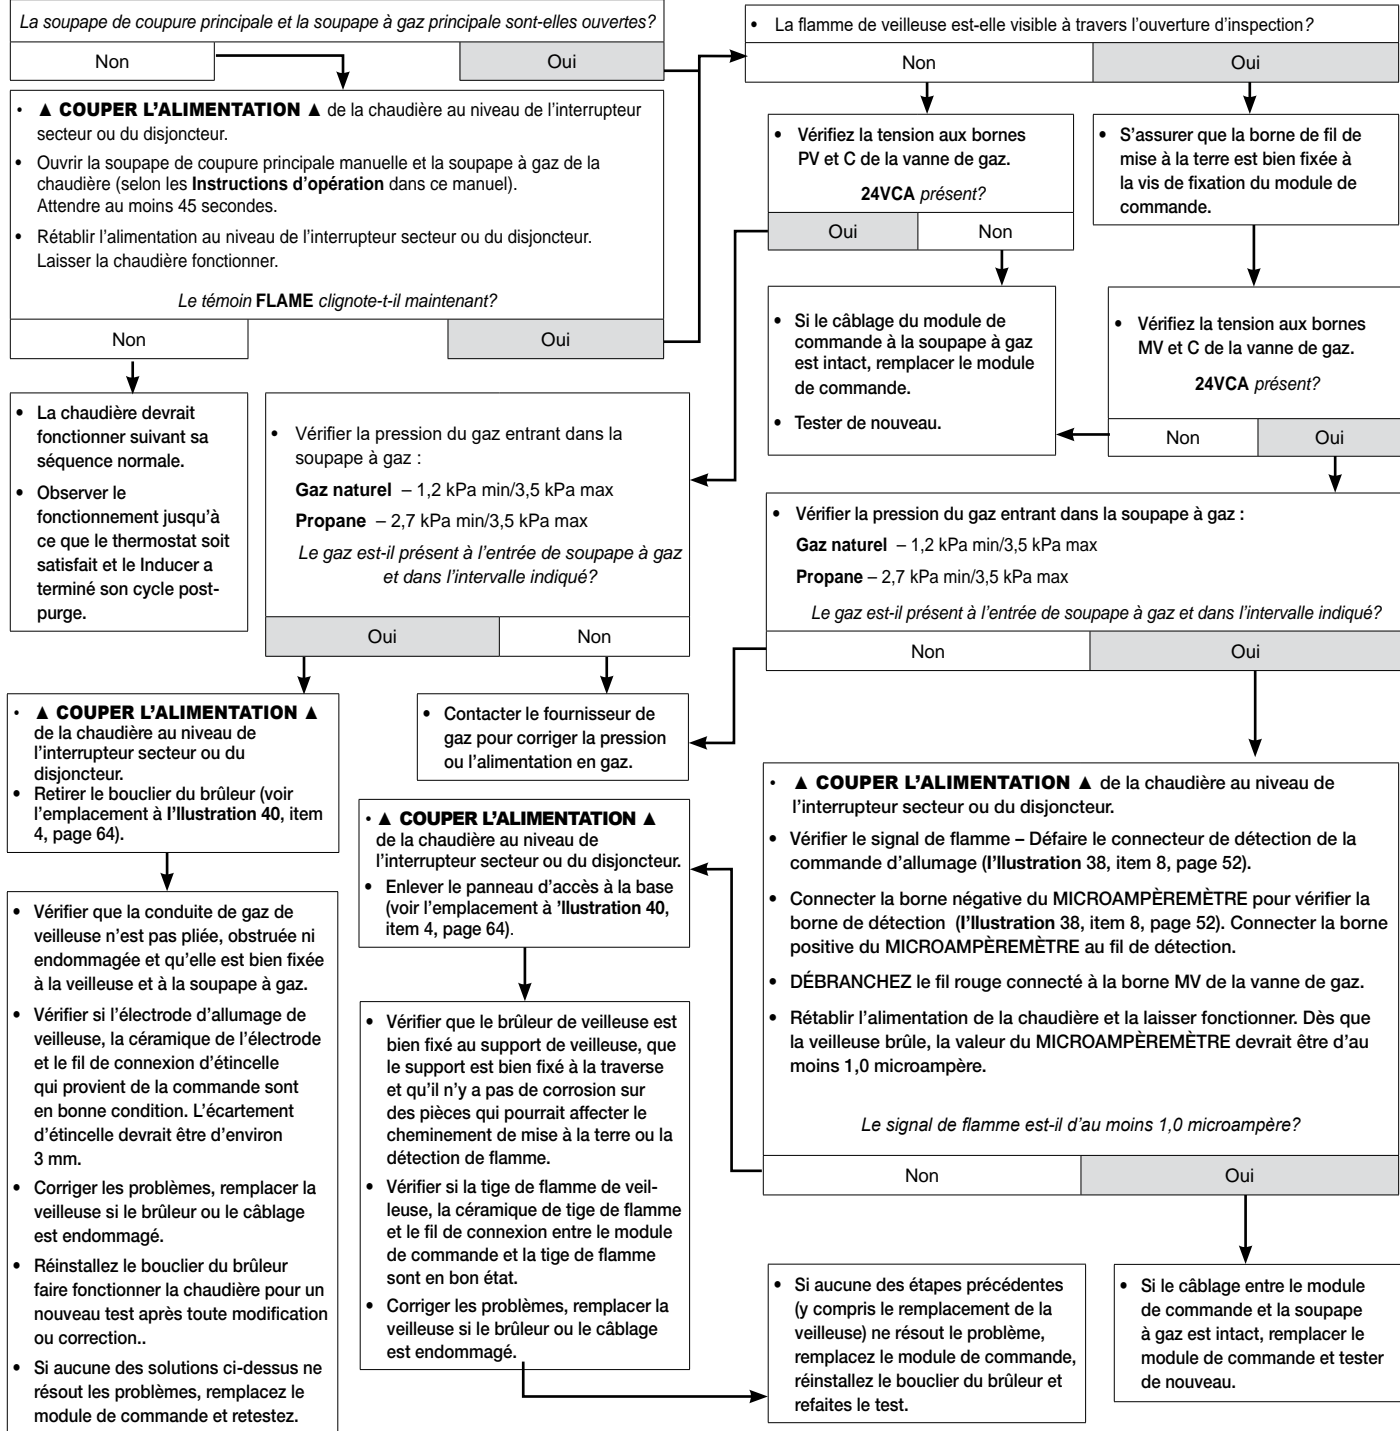 La soupape de coupure principale et la soupape à gaz principale sont-elles ouvertes?
Non
Oui
• ▲ COUPER L’ALIMENTATION ▲ de la chaudière au niveau de l’interrupteur
secteur ou du disjoncteur.
• Ouvrir la soupape de coupure principale manuelle et la soupape à gaz de la
chaudière (selon les Instructions d’opération dans ce manuel).
Attendre au moins 45 secondes.
• Rétablir l’alimentation au niveau de l’interrupteur secteur ou du disjoncteur.
Laisser la chaudière fonctionner.
Le témoin FLAME clignote-t-il maintenant?
Non
Oui
• La chaudière devrait
fonctionner suivant sa
séquence normale.
• Observer le
fonctionnement jusqu’à
ce que le thermostat soit
satisfait et le Inducer a
terminé son cycle post-
purge.
• La flamme de veilleuse est-elle visible à travers l’ouverture d’inspection?
Non
Oui
• Vérifiez la tension aux bornes
PV et C de la vanne de gaz.
24VCA présent?
Oui
Non
• S’assurer que la borne de fil de
mise à la terre est bien fixée à
la vis de fixation du module de
commande.
• Si le câblage du module de
commande à la soupape à gaz
est intact, remplacer le module
de commande.
• Tester de nouveau.
• Vérifiez la tension aux bornes
MV et C de la vanne de gaz.
24VCA présent?
Non
Oui
• Vérifier la pression du gaz entrant dans la
soupape à gaz :
Gaz naturel – 1,2 kPa min/3,5 kPa max
Propane – 2,7 kPa min/3,5 kPa max
Le gaz est-il présent à l’entrée de soupape à gaz
et dans l’intervalle indiqué?
Oui
Non
• Vérifier la pression du gaz entrant dans la soupape à gaz :
Gaz naturel – 1,2 kPa min/3,5 kPa max
Propane – 2,7 kPa min/3,5 kPa max
Le gaz est-il présent à l’entrée de soupape à gaz et dans l’intervalle indiqué?
Non
Oui
• ▲ COUPER L’ALIMENTATION ▲
de la chaudière au niveau de
l’interrupteur secteur ou du
disjoncteur.
• Retirer le bouclier du brûleur (voir
l’emplacement à l’Ilustration 40, item
4, page 64).
• Contacter le fournisseur de
gaz pour corriger la pression
ou l’alimentation en gaz.
• Vérifier que la conduite de gaz de
veilleuse n’est pas pliée, obstruée ni
endommagée et qu’elle est bien fixée
à la veilleuse et à la soupape à gaz.
• Vérifier si l’électrode d’allumage de
veilleuse, la céramique de l’électrode
et le fil de connexion d’étincelle
qui provient de la commande sont
en bonne condition. L’écartement
d’étincelle devrait être d’environ
3 mm.
• Corriger les problèmes, remplacer la
veilleuse si le brûleur ou le câblage
est endommagé.
• Réinstallez le bouclier du brûleur
faire fonctionner la chaudière pour un
nouveau test après toute modification
ou correction..
• Si aucune des solutions ci-dessus ne
résout les problèmes, remplacez le
module de commande et retestez.
• ▲ COUPER L’ALIMENTATION ▲
de la chaudière au niveau de
l’interrupteur secteur ou du disjoncteur.
• Enlever le panneau d’accès à la base
(voir l’emplacement à ’Ilustration 40,
item 4, page 64).
• Vérifier que le brûleur de veilleuse est
bien fixé au support de veilleuse, que
le support est bien fixé à la traverse
et qu’il n’y a pas de corrosion sur
des pièces qui pourrait affecter le
cheminement de mise à la terre ou la
détection de flamme.
• Vérifier si la tige de flamme de veil-
leuse, la céramique de tige de flamme
et le fil de connexion entre le module
de commande et la tige de flamme
sont en bon état.
• Corriger les problèmes, remplacer la
veilleuse si le brûleur ou le câblage
est endommagé.
• ▲ COUPER L’ALIMENTATION ▲ de la chaudière au niveau de
l’interrupteur secteur ou du disjoncteur.
• Vérifier le signal de flamme – Défaire le connecteur de détection de la
commande d’allumage (l’Ilustration 38, item 8, page 52).
• Connecter la borne négative du MICROAMPÈREMÈTRE pour vérifier la
borne de détection (l’Ilustration 38, item 8, page 52). Connecter la borne
positive du MICROAMPÈREMÈTRE au fil de détection.
• DÉBRANCHEZ le fil rouge connecté à la borne MV de la vanne de gaz.
• Rétablir l’alimentation de la chaudière et la laisser fonctionner. Dès que
la veilleuse brûle, la valeur du MICROAMPÈREMÈTRE devrait être d’au
moins 1,0 microampère.
Le signal de flamme est-il d’au moins 1,0 microampère?
Non
Oui
• Si aucune des étapes précédentes
(y compris le remplacement de la
veilleuse) ne résout le problème,
remplacez le module de commande,
réinstallez le bouclier du brûleur et
refaites le test.
• Si le câblage entre le module
de commande et la soupape
à gaz est intact, remplacer le
module de commande et tester
de nouveau.